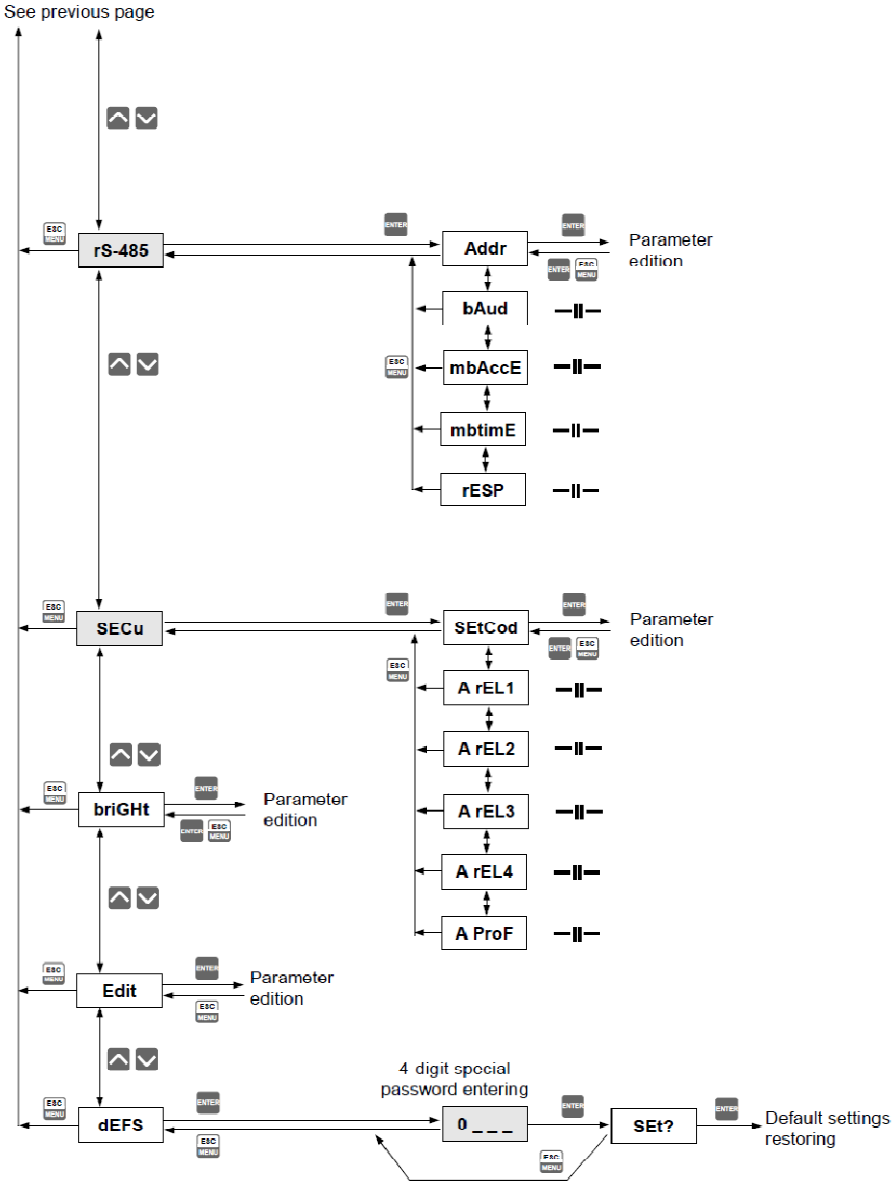 See previous page
ESC
MENU
rS-485
ENTER
Addr
ENTER
ENTER
ESC
MENU
Parameter
edition
bAud
ESC
MENU
mbAccE
mbtimE
rESP
ESC
MENU
SECu
ENTER
SEtCod
ENTER
ENTER
ESC
MENU
Parameter
edition
ESC
MENU
A rEL1
A rEL2
ESC
MENU
briGHt
ENTER
ENTER
ESC
MENU
Parameter
edition
A rEL3
A rEL4
A ProF
ESC
MENU
Edit
ENTER
ESC
MENU
Parameter
edition
4 digit special
password entering
ESC
MENU
dEFS
ENTER
ESC
MENU
0 _ _ _
ENTER
ESC
MENU
SEt?
ENTER
Default settings
restoring